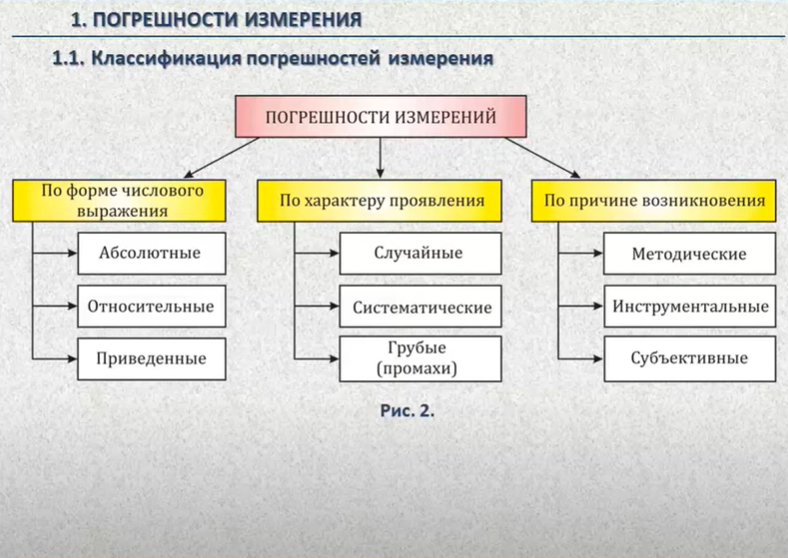 1. ПОГРЕШНОСТИ ИЗМЕРЕНИЯ
1.1. Классификация погрешностей измерения
ПОГРЕШНОСТИ ИЗМЕРЕНИЙ
По форме числового
выражения
Абсолютные
Относительные
Приведенные
По характеру проявления
Случайные
Систематические
Грубые
(промахи)
По причине возникновения
Методические
Инструментальные
Субъективные
Рис. 2.